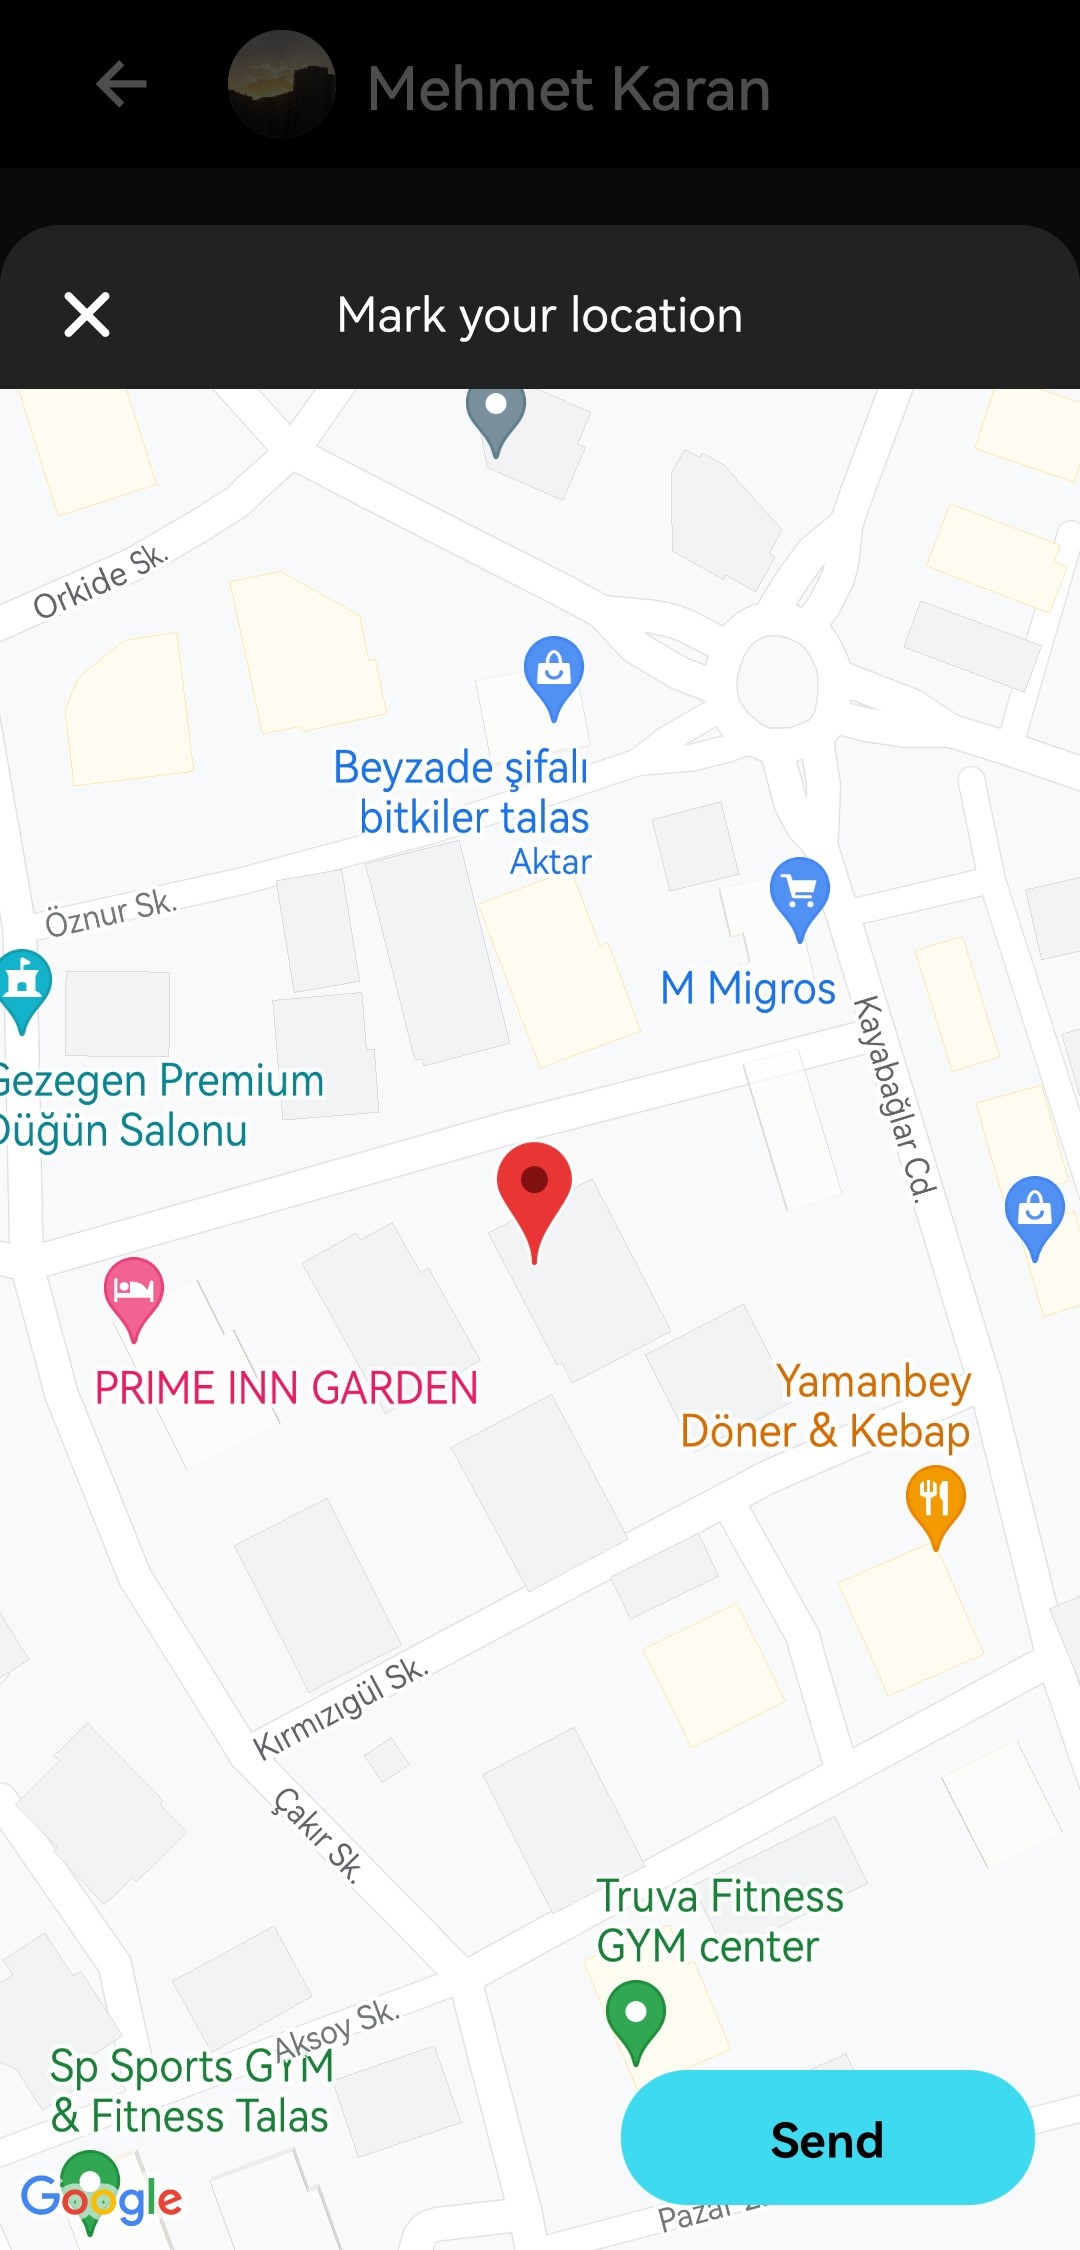 Mehmet Karan
Mark your location
Orkide Sk.
Beyzade şifalı
bitkiler talas
Aktar
Öznur Sk.
M Migros
Kayabağlar Cd.
Gezegen Premium
Düğün Salonu
PRIME INN GARDEN
Yamanbey
Döner & Kebap
Kırmızıgül Sk.
Çakır Sk.
Truva Fitness
GYM center
Aksoy Sk.
Sp Sports GYM
& Fitness Talas
Send
Google
Pazar